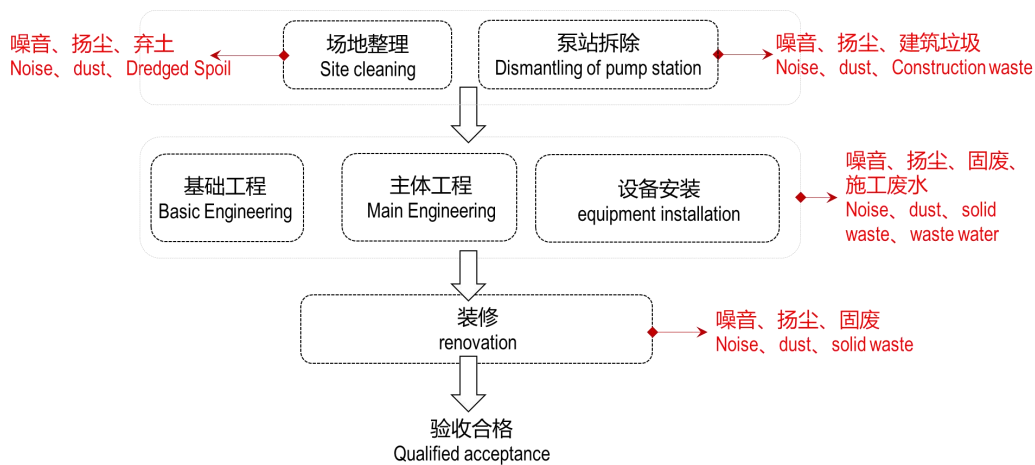 噪音、扬尘、弃土
Noise、dust、Dredged Spoil
场地整理
Site cleaning
泵站拆除
Dismantling of pump station
噪音、扬尘、建筑垃圾
Noise、dust、Construction waste
基础工程
Basic Engineering
主体工程
Main Engineering
设备安装
equipment installation
噪音、扬尘、固废、
施工废水
Noise、dust、solid
waste、waste water
装修
renovation
噪音、扬尘、固废
Noise、dust、solid waste
验收合格
Qualified acceptance